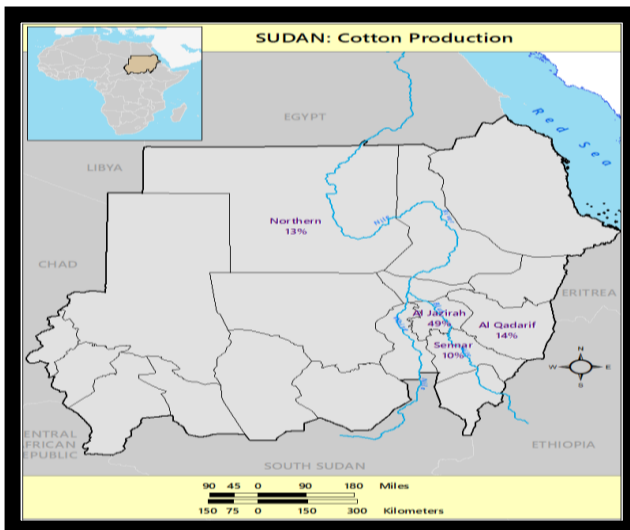 SUDAN: Cotton Production
EGYPT
Red Sea
LIBYA
Northern
13%
Nile
CHAD
ERITREA
Al Jazirah
49%
Al Qadarif
14%
Sennar
10%
N
W E
S
CENTRAL
AFRICAN
REPUBLIC
ETHIOPIA
SOUTH SUDAN
90 45 0 90 180 Miles
150 75 0 150 300 Kilometers